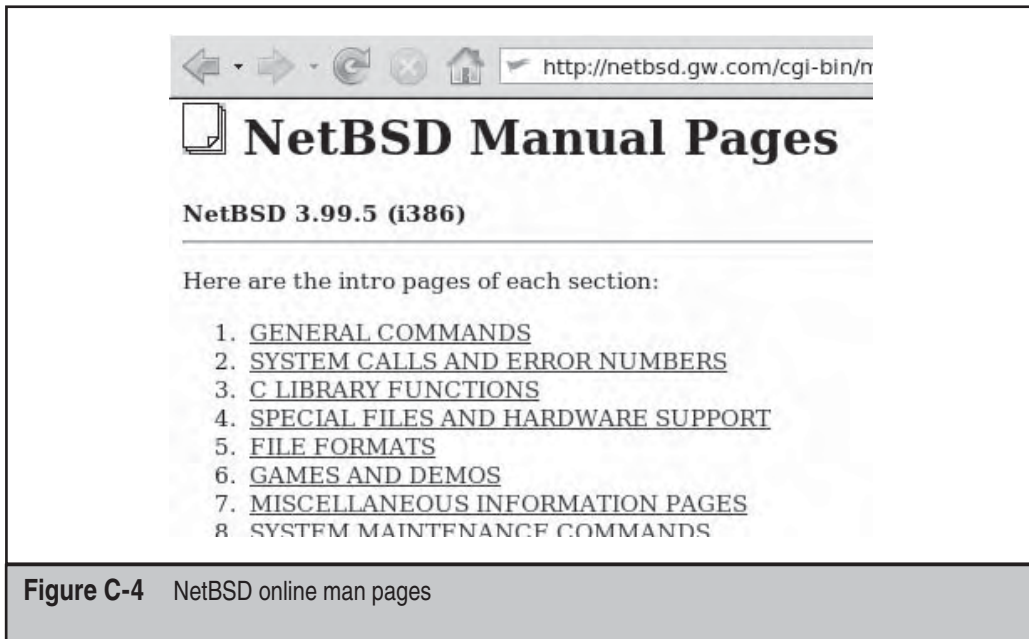 http://netbsd.gw.com/cgi-bin/m
NetBSD Manual Pages
NetBSD 3.99.5 (i386)
Here are the intro pages of each section:
1. GENERAL COMMANDS
2. SYSTEM CALLS AND ERROR NUMBERS
3. C LIBRARY FUNCTIONS
4. SPECIAL FILES AND HARDWARE SUPPORT
5. FILE FORMATS
6. GAMES AND DEMOS
7. MISCELLANEOUS INFORMATION PAGES
8. SYSTEM MAINTENANCE COMMANDS
Figure C-4 NetBSD online man pages